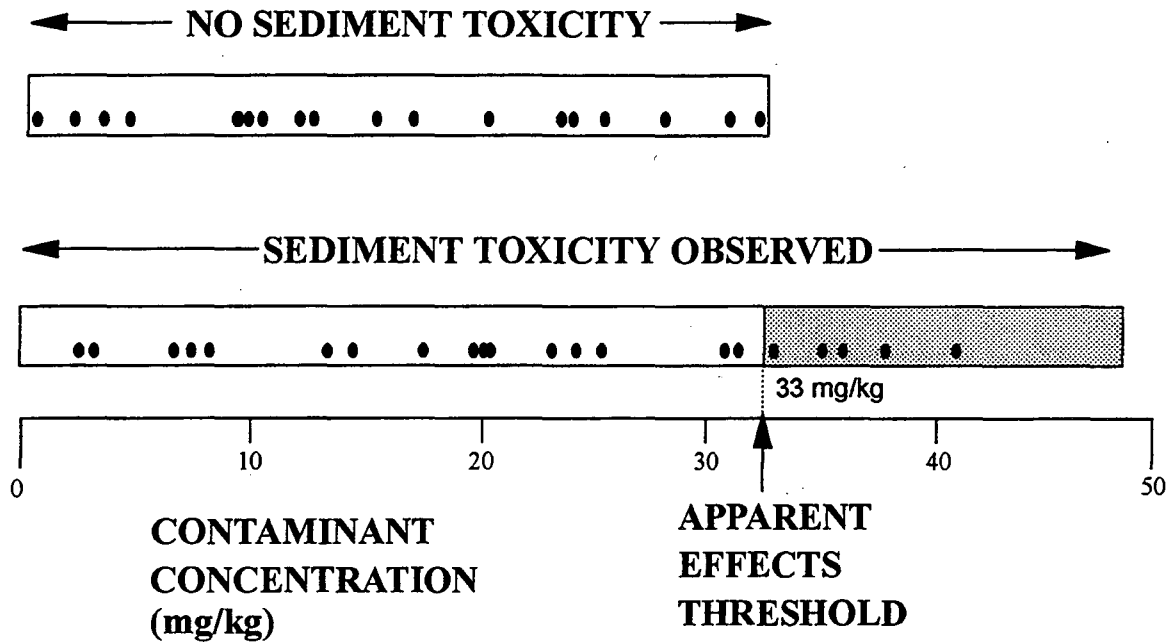 NO SEDIMENT TOXICITY
SEDIMENT TOXICITY OBSERVED
33 mg/kg
0 10 20 30 40 50
CONTAMINANT
CONCENTRATION
(mg/kg)
APPARENT
EFFECTS
THRESHOLD